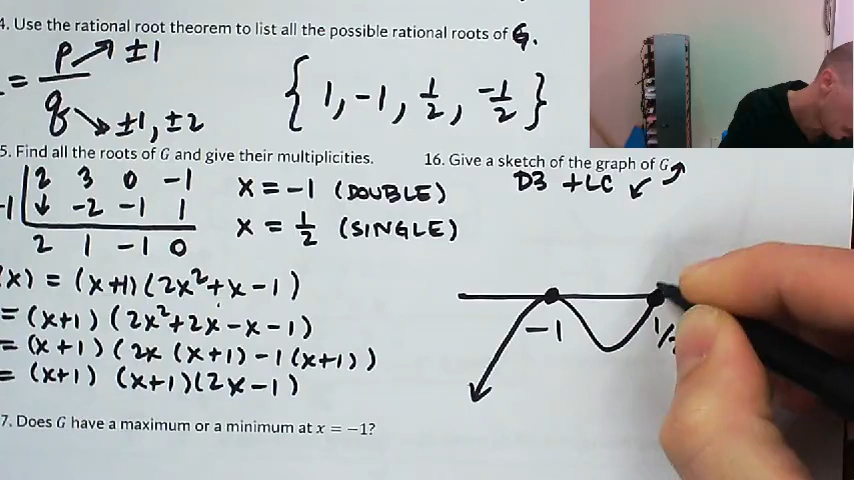 4. Use the rational root theorem to list all the possible rational roots of G.
= p/q
p ↗ ±1
q ↘ ±1, ±2
{ 1, -1, 1/2, -1/2 }
5. Find all the roots of G and give their multiplicities.
-1 | 2 3 0 -1
↓ -2 -1 1
2 1 -1 0
x = -1 (DOUBLE)
x = 1/2 (SINGLE)
(x) = (x+1)(2x²+x-1)
= (x+1)(2x²+2x-x-1)
= (x+1)(2x(x+1)-1(x+1))
= (x+1)(x+1)(2x-1)
16. Give a sketch of the graph of G.
D3 +LC ↙ ↗
-1
7. Does G have a maximum or a minimum at x = −1?